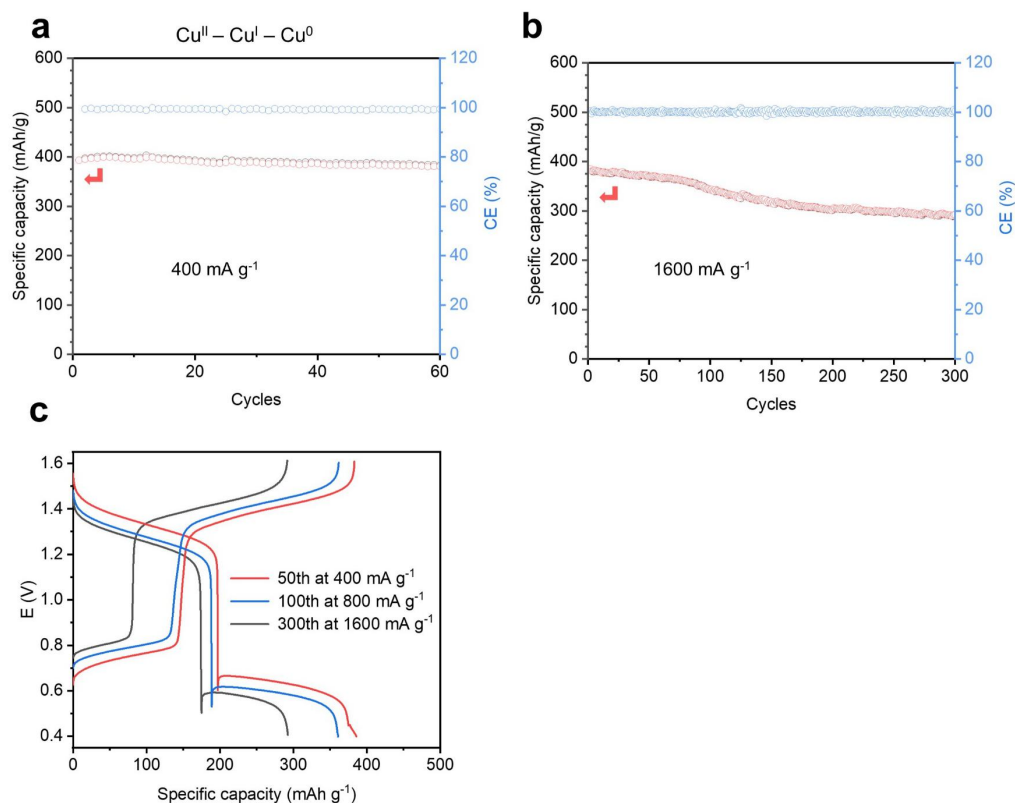 a
Cu^II – Cu^I – Cu^0
600
500
400
300
200
100
0
Specific capacity (mAh/g)
400 mA g⁻¹
0 20 40 60
Cycles
120
100
80
60
40
20
0
CE (%)
b
600
500
400
300
200
100
0
Specific capacity (mAh/g)
1600 mA g⁻¹
0 50 100 150 200 250 300
Cycles
120
100
80
60
40
20
0
CE (%)
c
1.6
1.4
1.2
1.0
0.8
0.6
0.4
E (V)
50th at 400 mA g⁻¹
100th at 800 mA g⁻¹
300th at 1600 mA g⁻¹
0 100 200 300 400 500
Specific capacity (mAh g⁻¹)